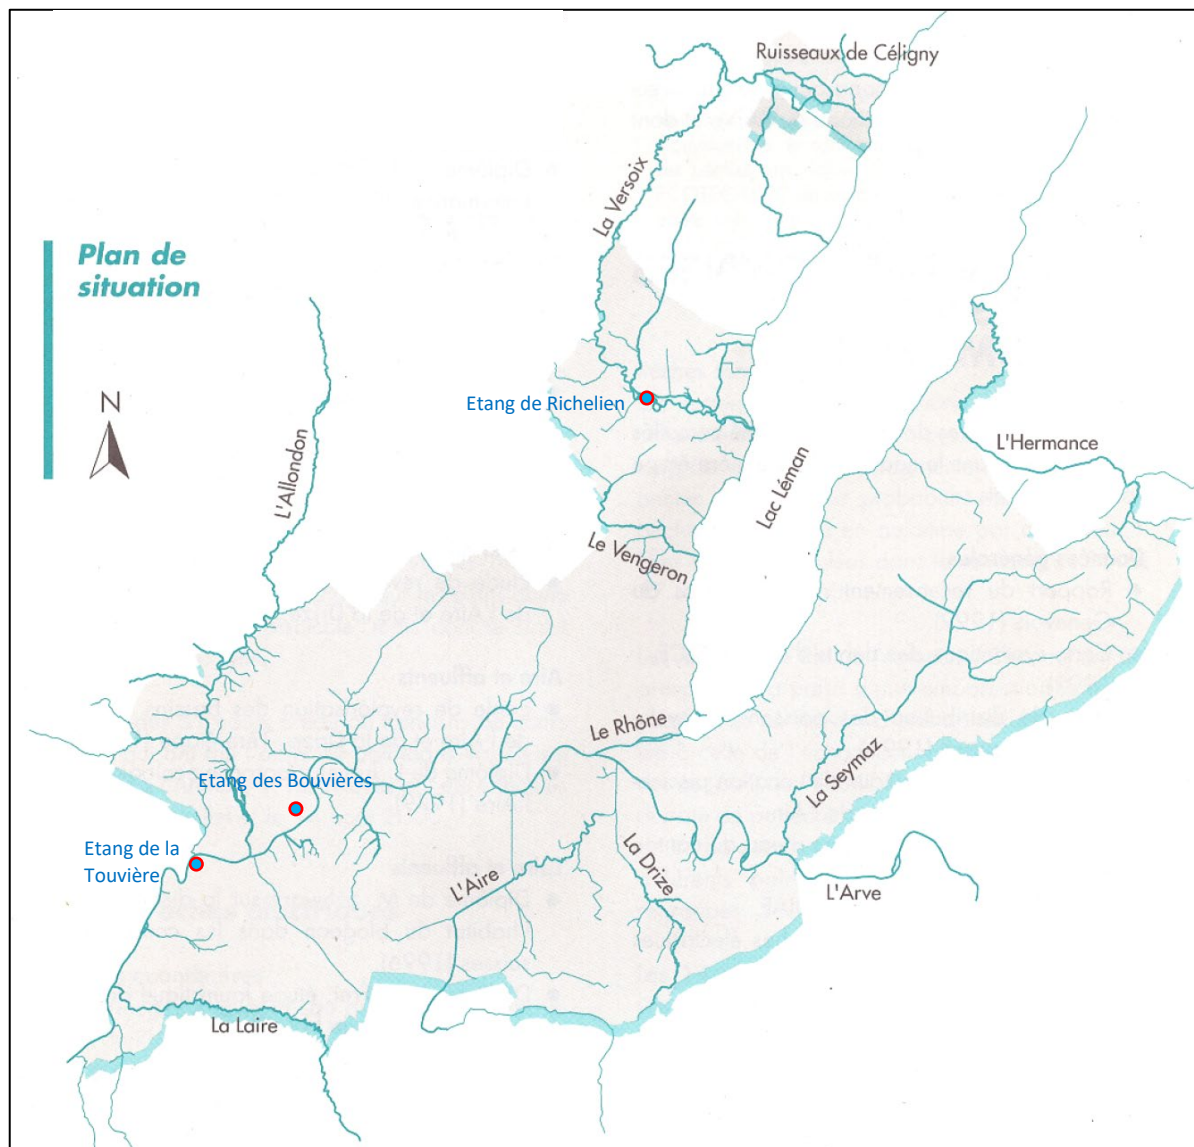 Ruisseaux de Céligny
La Versoix
Plan de
situation
N
Etang de Richelien
L'Hermance
L'Allondon
Lac Léman
Le Vengeron
Le Rhône
La Seymaz
Etang des Bouvières
Etang de la
Touvière
L'Aire
La Drize
L'Arve
La Laire